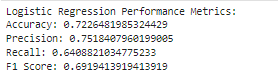 Logistic Regression Performance Metrics:
Accuracy: 0.7226481985324429
Precision: 0.7518407960199005
Recall: 0.6408821034775233
F1 Score: 0.6919413919413919